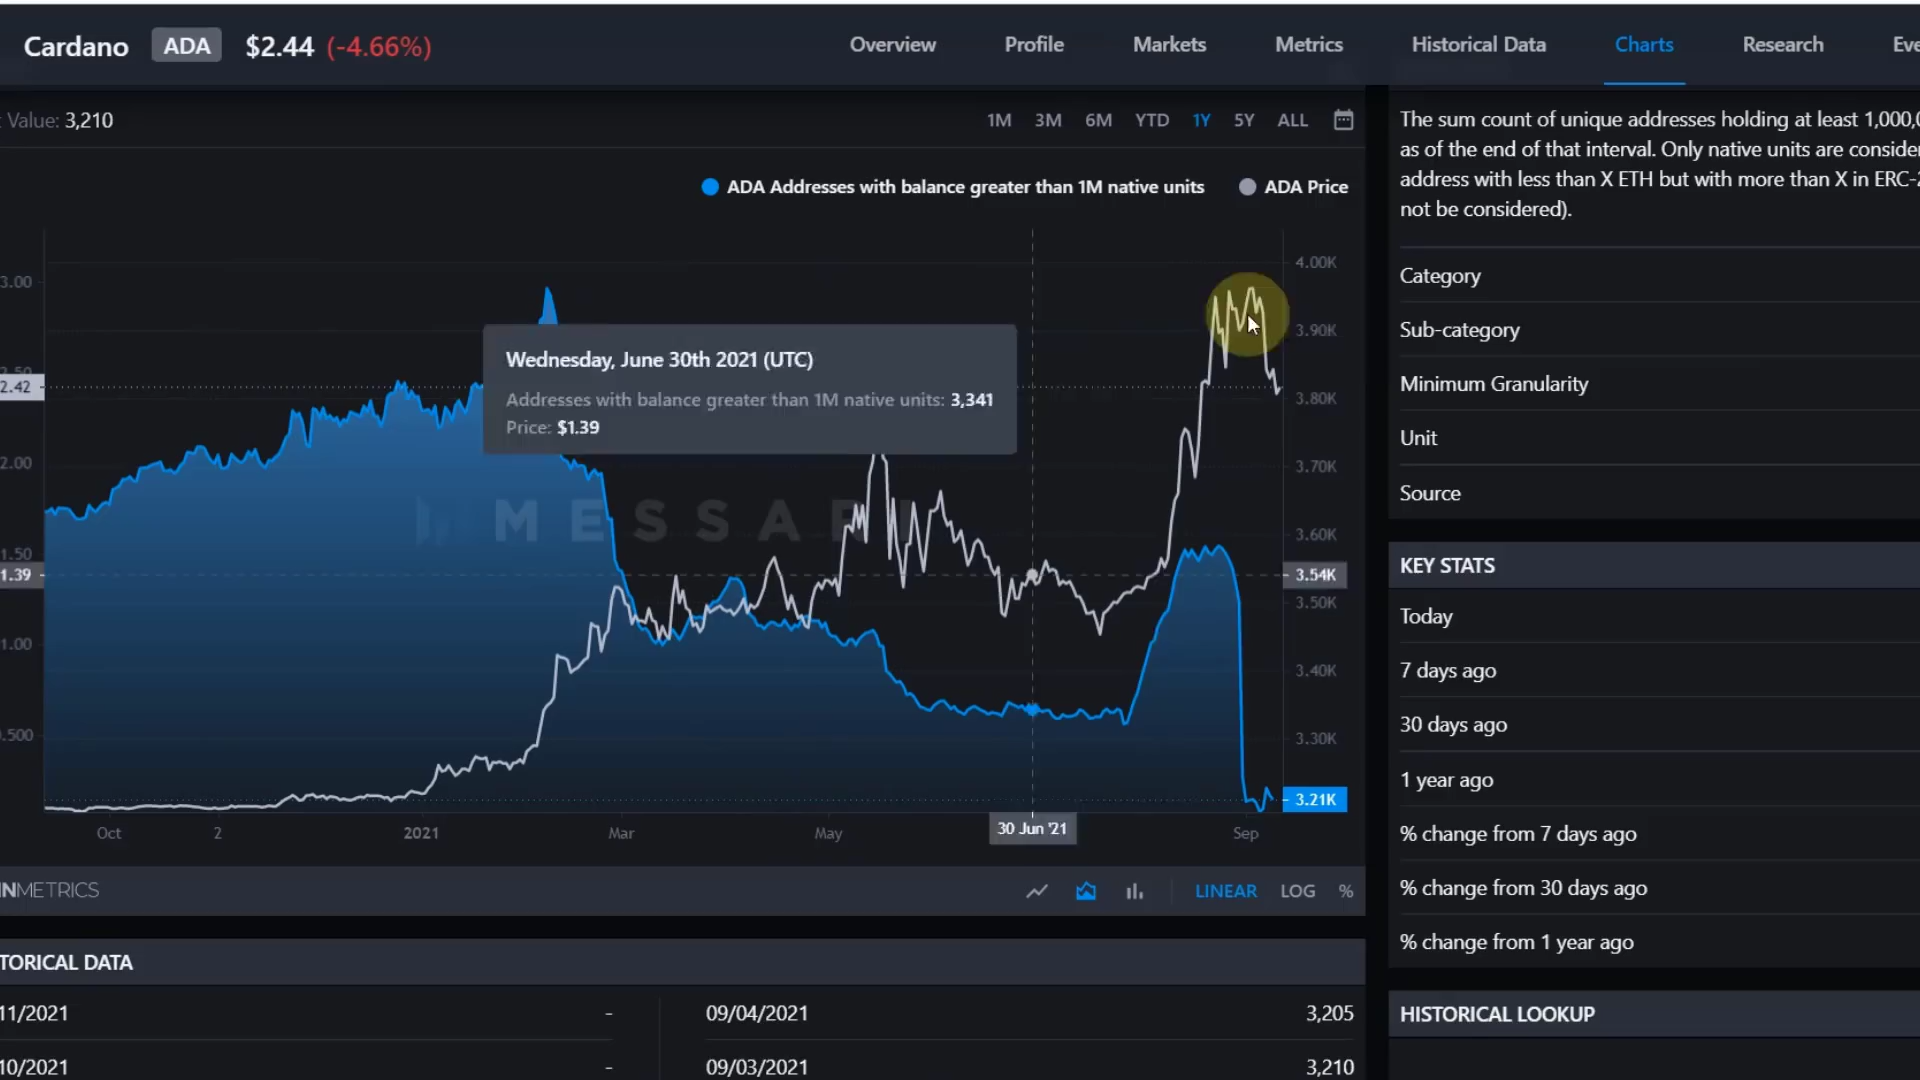 Cardano ADA $2.44 (-4.66%)
Overview Profile Markets Metrics Historical Data Charts Research Eve
: Value: 3,210
1M 3M 6M YTD 1Y 5Y ALL
ADA Addresses with balance greater than 1M native units ADA Price
3.00
2.50
2.42
2.00
1.50
1.39
1.00
.500
4.00K
3.90K
3.80K
3.70K
3.60K
3.54K
3.50K
3.40K
3.30K
3.21K
Wednesday, June 30th 2021 (UTC)
Addresses with balance greater than 1M native units: 3,341
Price: $1.39
MESSARI
Oct 2 2021 Mar May 30 Jun '21 Sep
INMETRICS
LINEAR LOG %
TORICAL DATA
11/2021 - 09/04/2021 3,205
10/2021 - 09/03/2021 3,210
The sum count of unique addresses holding at least 1,000,0
as of the end of that interval. Only native units are consider
address with less than X ETH but with more than X in ERC-2
not be considered).
Category
Sub-category
Minimum Granularity
Unit
Source
KEY STATS
Today
7 days ago
30 days ago
1 year ago
% change from 7 days ago
% change from 30 days ago
% change from 1 year ago
HISTORICAL LOOKUP